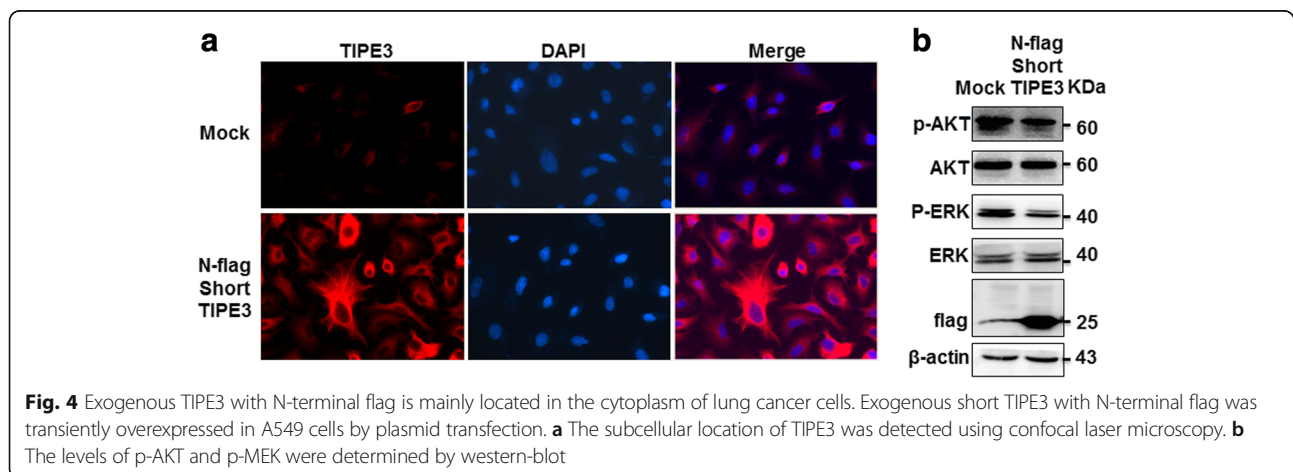 a
TIPE3 DAPI Merge
Mock
N-flag
Short
TIPE3
b
N-flag
Short
Mock TIPE3 KDa
p-AKT 60
AKT 60
P-ERK 40
ERK 40
flag 25
β-actin 43
Fig. 4 Exogenous TIPE3 with N-terminal flag is mainly located in the cytoplasm of lung cancer cells. Exogenous short TIPE3 with N-terminal flag was
transiently overexpressed in A549 cells by plasmid transfection. a The subcellular location of TIPE3 was detected using confocal laser microscopy. b
The levels of p-AKT and p-MEK were determined by western-blot